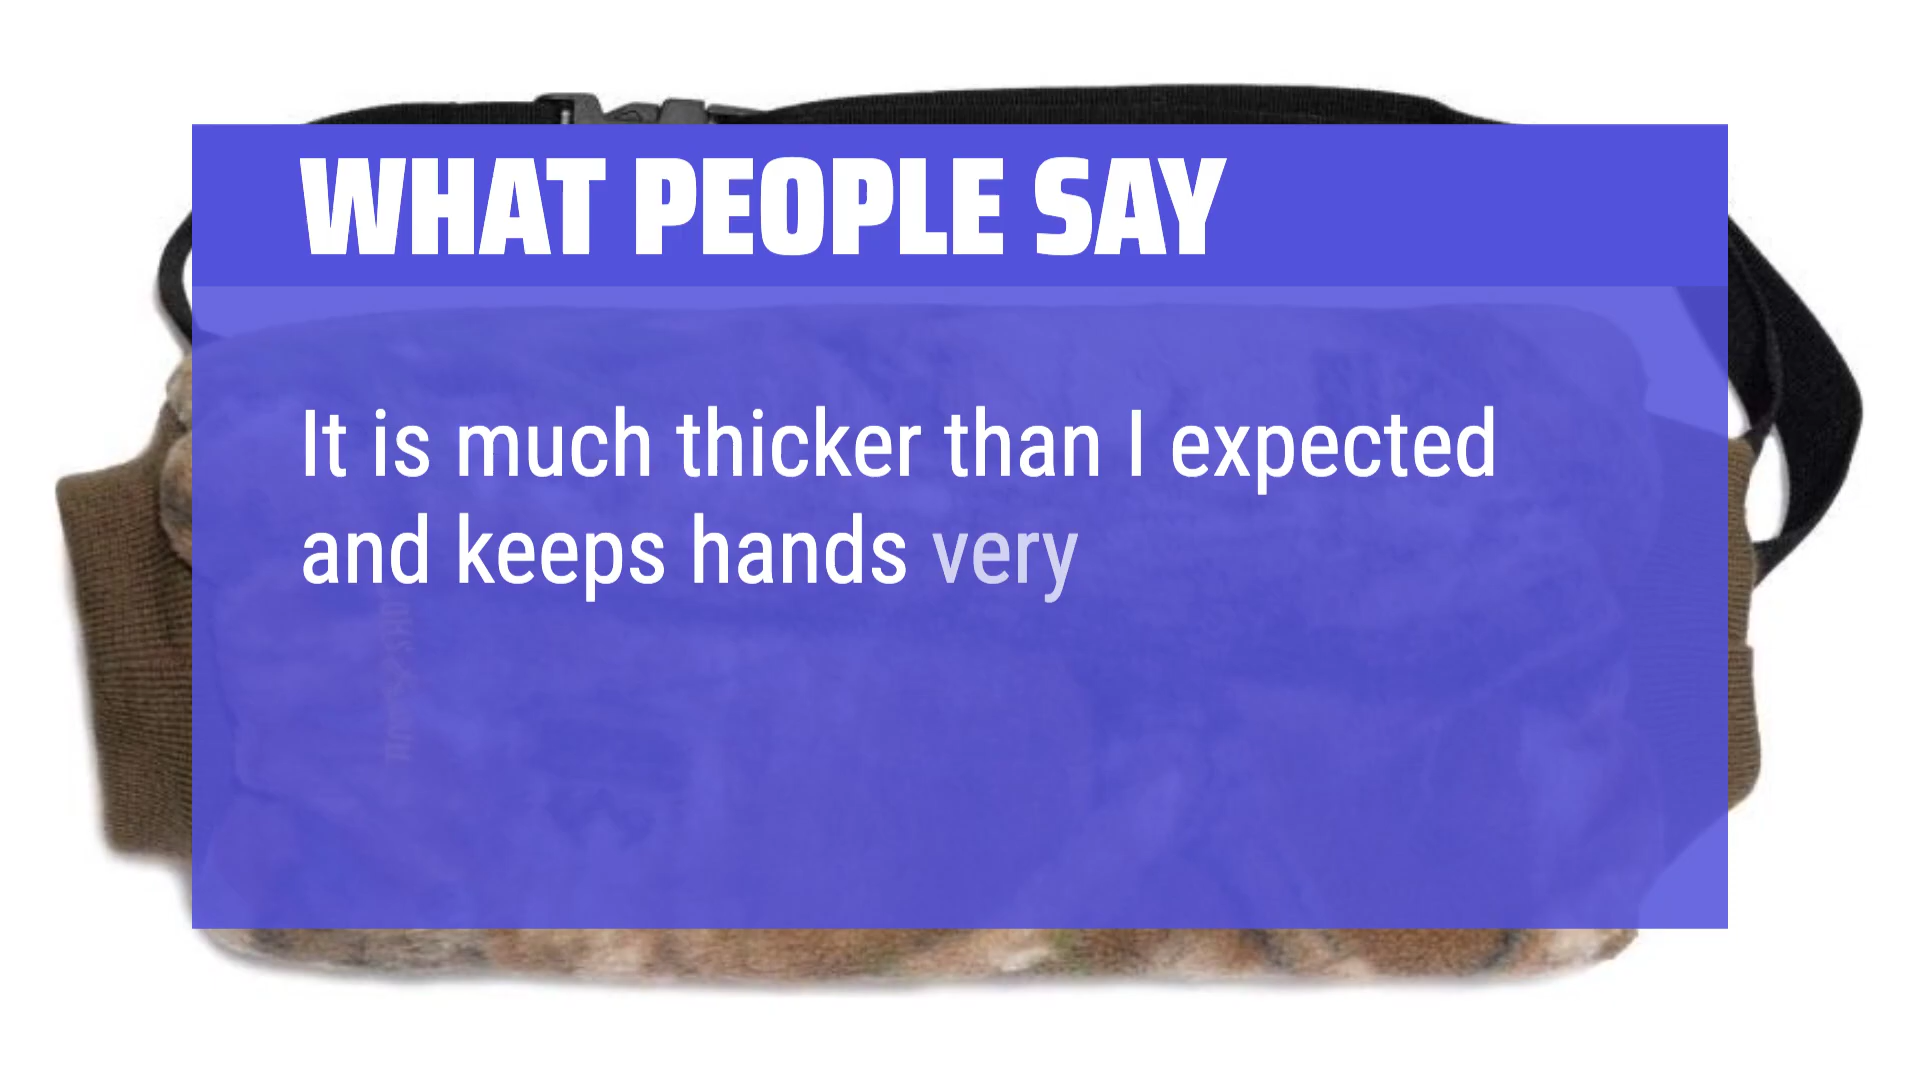 WHAT PEOPLE SAY
It is much thicker than I expected
and keeps hands very